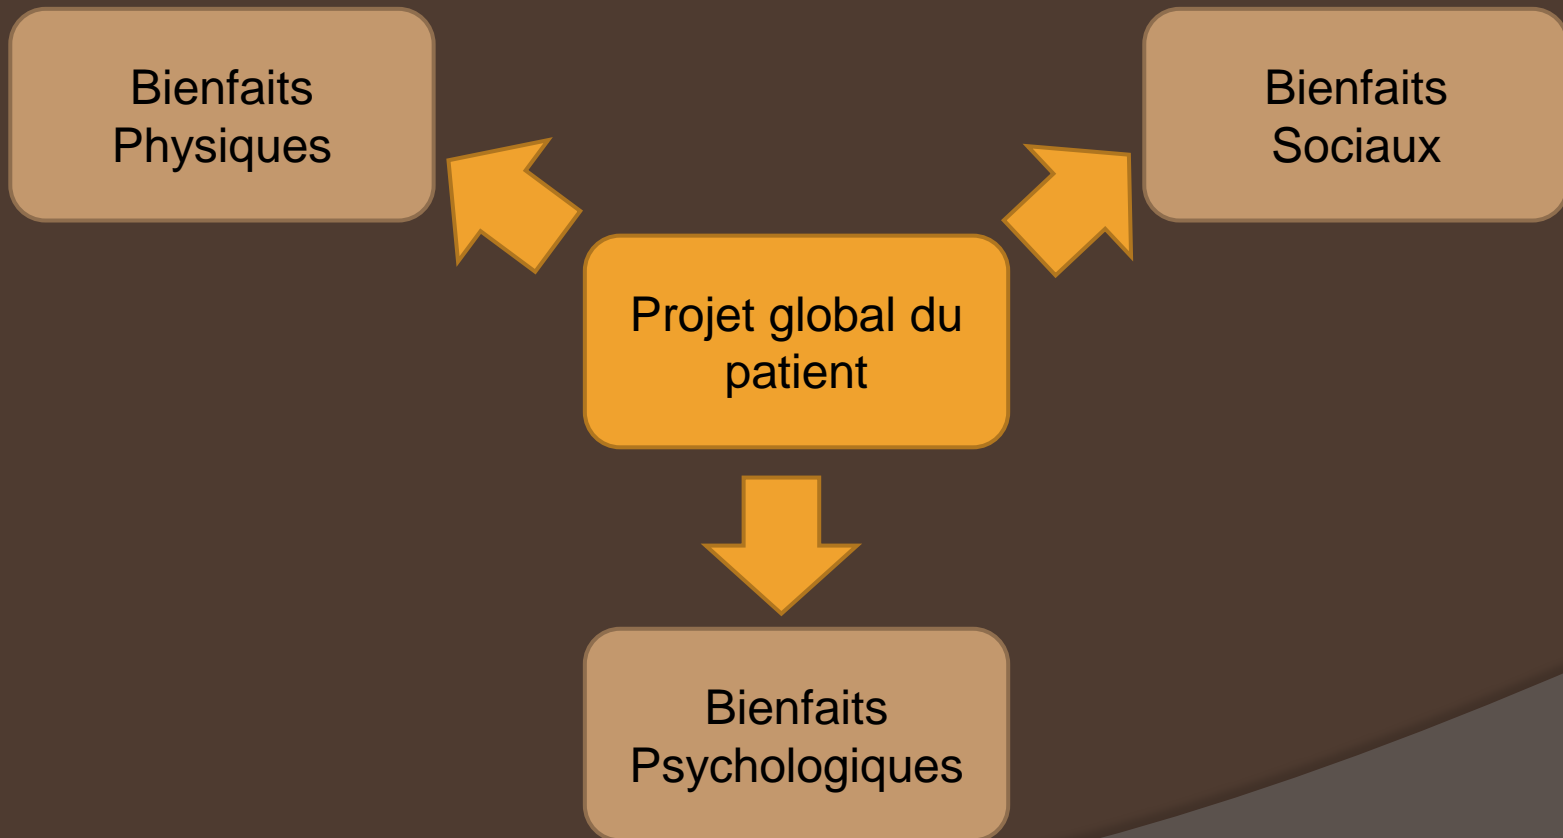 Bienfaits
Physiques
Bienfaits
Sociaux
Projet global du
patient
Bienfaits
Psychologiques